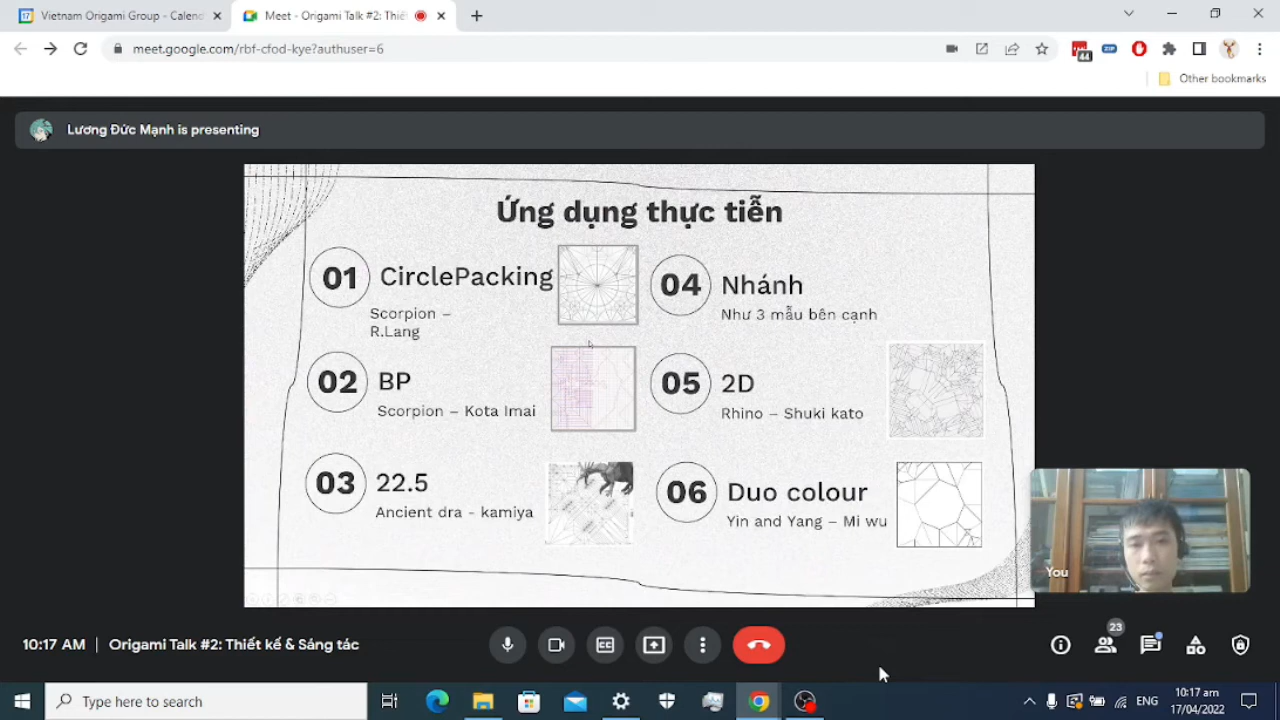 Vietnam Origami Group - Calend
Meet - Origami Talk #2: Thiế
meet.google.com/rbf-cfod-kye?authuser=6
44
ZIP
Other bookmarks
Lương Đức Mạnh is presenting
Ứng dụng thực tiễn
01 CirclePacking
Scorpion –
R.Lang
02 BP
Scorpion – Kota Imai
03 22.5
Ancient dra - kamiya
04 Nhánh
Như 3 mẫu bên cạnh
05 2D
Rhino – Shuki kato
06 Duo colour
Yin and Yang – Mi wu
You
10:17 AM | Origami Talk #2: Thiết kế & Sáng tác
CC
23
Type here to search
ENG
10:17 am
17/04/2022